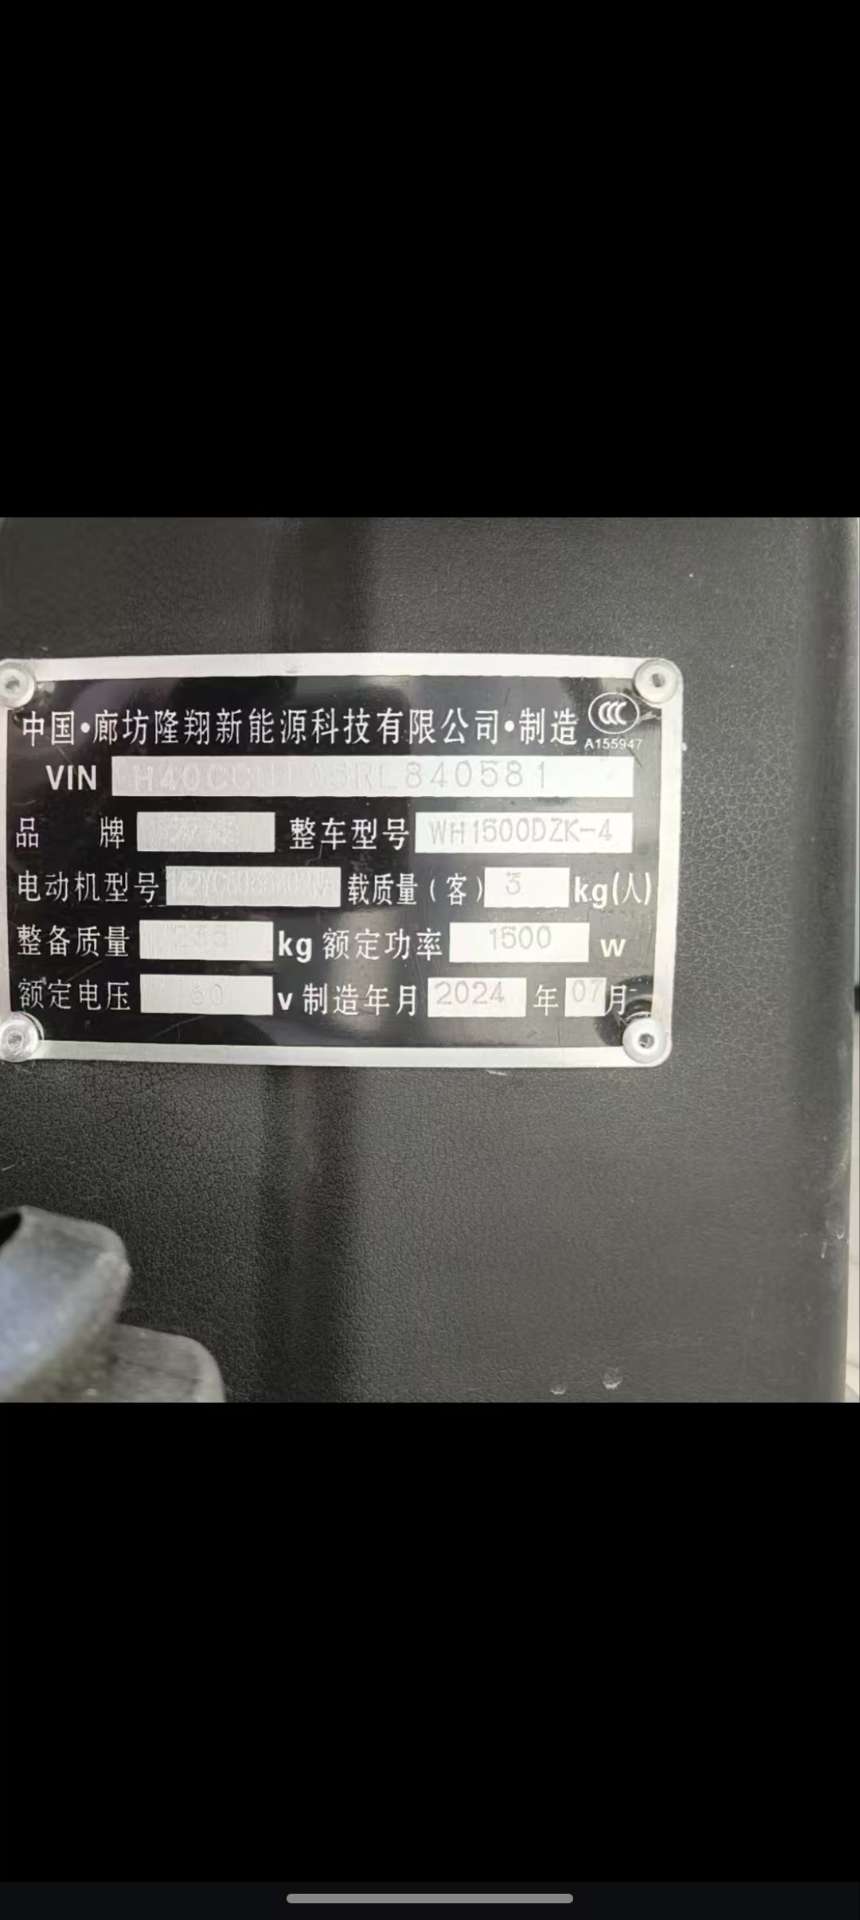 中国·廊坊隆翔新能源科技有限公司·制造 CCC
A155947
VIN 840581
品 牌 整车型号 WH1500DZK-4
电动机型号 载质量(客) 3 kg(人)
整备质量 kg 额定功率 1500 w
额定电压 60 v 制造年月 2024 年 07 月